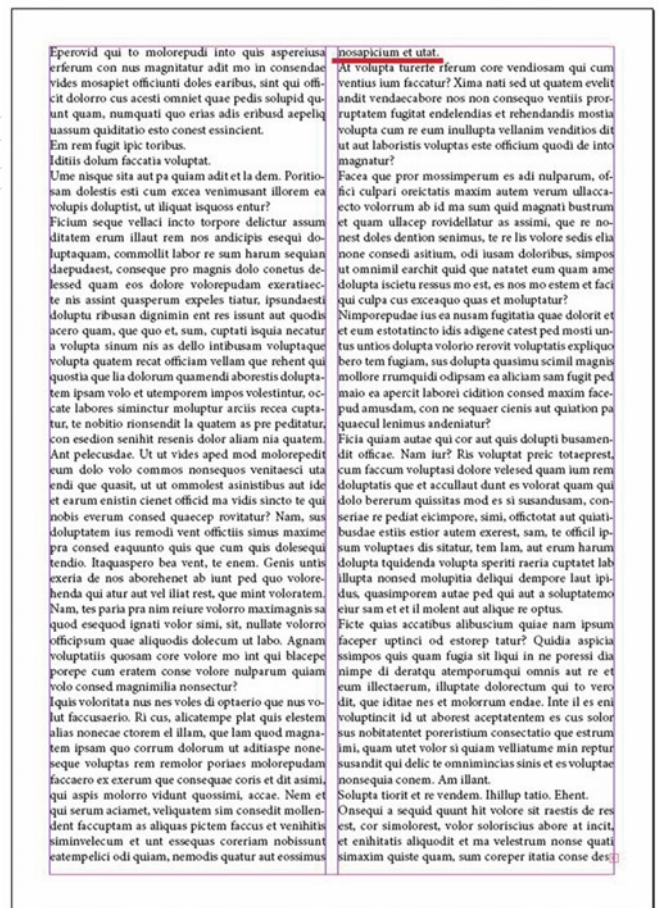 Eperovid qui to molorepudi into quis aspereiusa
erferum con nus magnitatur adit mo in consendae
vides mosapiet officiunti doles earibus, sint qui offi-
cit dolorro cus acesti omniet quae pedis solupid qu-
unt quam, numquati quo erias adis eribusd aepeliq
uassum quiditatio esto conest essincient.
Em rem fugit ipic toribus.
Iditiis dolum faccatia voluptat.
Ume nisque sita aut pa quiam adit et la dem. Poritio-
sam dolestis esti cum excea venimusant illorem ea
volupis doluptist, ut iliquat isquoss entur?
Ficium seque vellaci incto torpore delictur assum
ditatem erum illaut rem nos andicipis esequi do-
luptaquam, commollit labor re sum harum sequian
daepudaest, conseque pro magnis dolo conetus de-
lessed quam eos dolore volorepudam exeratiaec-
te nis assint quasperum expeles tiatur, ipsundaesti
doluptu ribusan dignimin ent res issunt aut quodis
acero quam, que quo et, sum, cuptati isquia necatur
a volupta sinum nis as dello intibusam voluptaque
volupta quatem recat officiam vellam que rehent qui
quostia que lia dolorum quamendi aborestis dolupta-
tem ipsam volo et utemporem impos volestintur, oc-
cate labores siminctur moluptur arciis recea cupta-
tur, te nobitio rionsendit la quatem as pre peditatur,
con esedion senihit resenis dolor aliam nia quatem.
Ant pelecusdae. Ut ut vides aped mod molorepedit
eum dolo volo commos nonsequos venitaesci uta
endi que quasit, ut ut ommolest asinistibus aut ide
et earum enistin cienet officid ma vidis sincto te qui
nobis everum consed quaecep rovitatur? Nam, sus
doluptatem ius remodi vent offictiis simus maxime
pra consed eaquunto quis que cum quis dolesequi
tendio. Itaquaspero bea vent, te enem. Genis untis
exeria de nos aborehenet ab iunt ped quo volore-
henda qui atur aut vel iliat rest, que mint voloratem.
Nam, tes paria pra nim reiure volorro maximagnis sa
quod esequod ignati volor simi, sit, nullate volorro
officipsum quae aliquodis dolecum ut labo. Agnam
voluptatiis quosam core volore mo int qui blacepe
porepe cum eratem conse volore nulparum quiam
volo consed magnimilia nonsectur?
Iquis voloritata nus nes voles di optaerio que nus vo-
lut faccusaerio. Ri cus, alicatempe plat quis elestem
alias nonecae ctorem el illam, que lam quod magna-
tem ipsam quo corrum dolorum ut aditiaspe none-
seque voluptas rem remolor poriaes molorepudam
faccaero ex exerum que consequae coris et dit asimi,
qui aspis molorro vidunt quossimi, accae. Nem et
qui serum aciamet, veliquatem sim consedit mollen-
dent faccuptam as aliquas pictem faccus et venihitis
siminvelecum et unt essequas coreriam nobissunt
eatempelici odi quiam, nemodis quatur aut eossimus
nosapicium et utat.
At volupta turerfe rferum core vendiosam qui cum
ventius ium faccatur? Xima nati sed ut quatem evelit
andit vendaecabore nos non consequo ventiis pror-
ruptatem fugitat endelendias et rehendandis mostia
volupta cum re eum inullupta vellanim venditios dit
ut aut laboristis voluptas este officium quodi de into
magnatur?
Facea que pror mossimperum es adi nulparum, of-
fici culpari oreictatis maxim autem verum ullacca-
ecto volorrum ab id ma sum quid magnati bustrum
et quam ullacep rovidellatur as assimi, que re no-
nest doles dention senimus, te re lis volore sedis elia
none consedi asitium, odi iusam doloribus, simpos
ut omnimil earchit quid que natatet eum quam ame
dolupta iscietu ressus mo est, es nos mo estem et faci
qui culpa cus exceaquo quas et moluptatur?
Nimporepudae ius ea nusam fugitatia quae dolorit et
et eum estotatincto idis adigene catest ped mosti un-
tus untios dolupta volorio rerovit voluptatis expliquo
bero tem fugiam, sus dolupta quasimu scimil magnis
mollore rrumquidi odipsam ea aliciam sam fugit ped
maio ea apercit laborei cidition consed maxim face-
pud amusdam, con ne sequaer cienis aut quiation pa
quaecul lenimus andeniatur?
Ficia quiam autae qui cor aut quis dolupti busamen-
dit officae. Nam iur? Ris voluptat preic totaeprest,
cum faccum voluptasi dolore velesed quam ium rem
doluptatis que et accullaut dunt es volorat quam qui
dolo bererum quissitas mod es si susandusam, con-
seriae re pediat eicimpore, simi, offictotat aut quiati-
busdae estiis estior autem exerest, sam, te officil ip-
sum voluptaes dis sitatur, tem lam, aut erum harum
dolupta tquidenda volupta speriti raeria cuptatet lab
illupta nonsed molupitia deliqui dempore laut ipi-
dus, quasimporem autae ped qui aut a soluptatemo
eiur sam et et il molent aut alique re optus.
Ficte quias accatibus alibuscium quiae nam ipsum
faceper uptinci od estorep tatur? Quidia aspicia
ssimpos quis quam fugia sit liqui in ne poressi dia
nimpe di deratqu atemporumqui omnis aut re et
eum illectaerum, illuptate dolorectum qui to vero
dit, que iditae nes et molorrum endae. Inte il es eni
voluptincid id ut aborest aceptatentem es cus solor
sus nobitatentet poreristium consectatio que estrum
imi, quam utet volor si quiam velliatume min reptur
susandit qui delic te omnimincias sinis et es voluptae
nonsequia conem. Am illant.
Solupta tiorit et re vendem. Ihillup tatio. Ehent.
Onsequi a sequid quunt hit volore sit raestis de res
est, cor simolorest, volor soloriscius abore at incit,
et enihitatis aliquodit et ma velestrum nonse quati
simaxim quiste quam, sum coreper itatia conse des